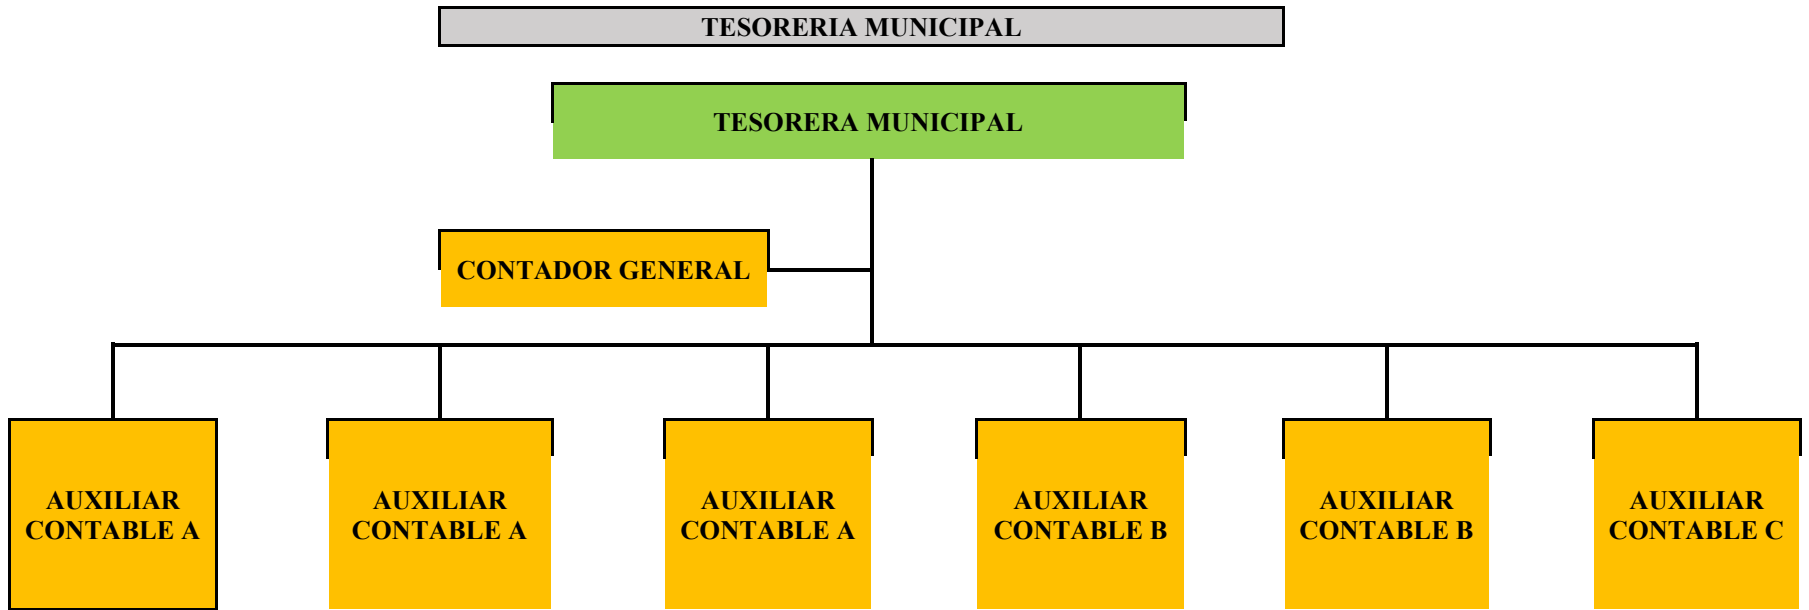 TESORERIA MUNICIPAL
TESORERA MUNICIPAL
CONTADOR GENERAL
AUXILIAR
CONTABLE A
AUXILIAR
CONTABLE A
AUXILIAR
CONTABLE A
AUXILIAR
CONTABLE B
AUXILIAR
CONTABLE B
AUXILIAR
CONTABLE C